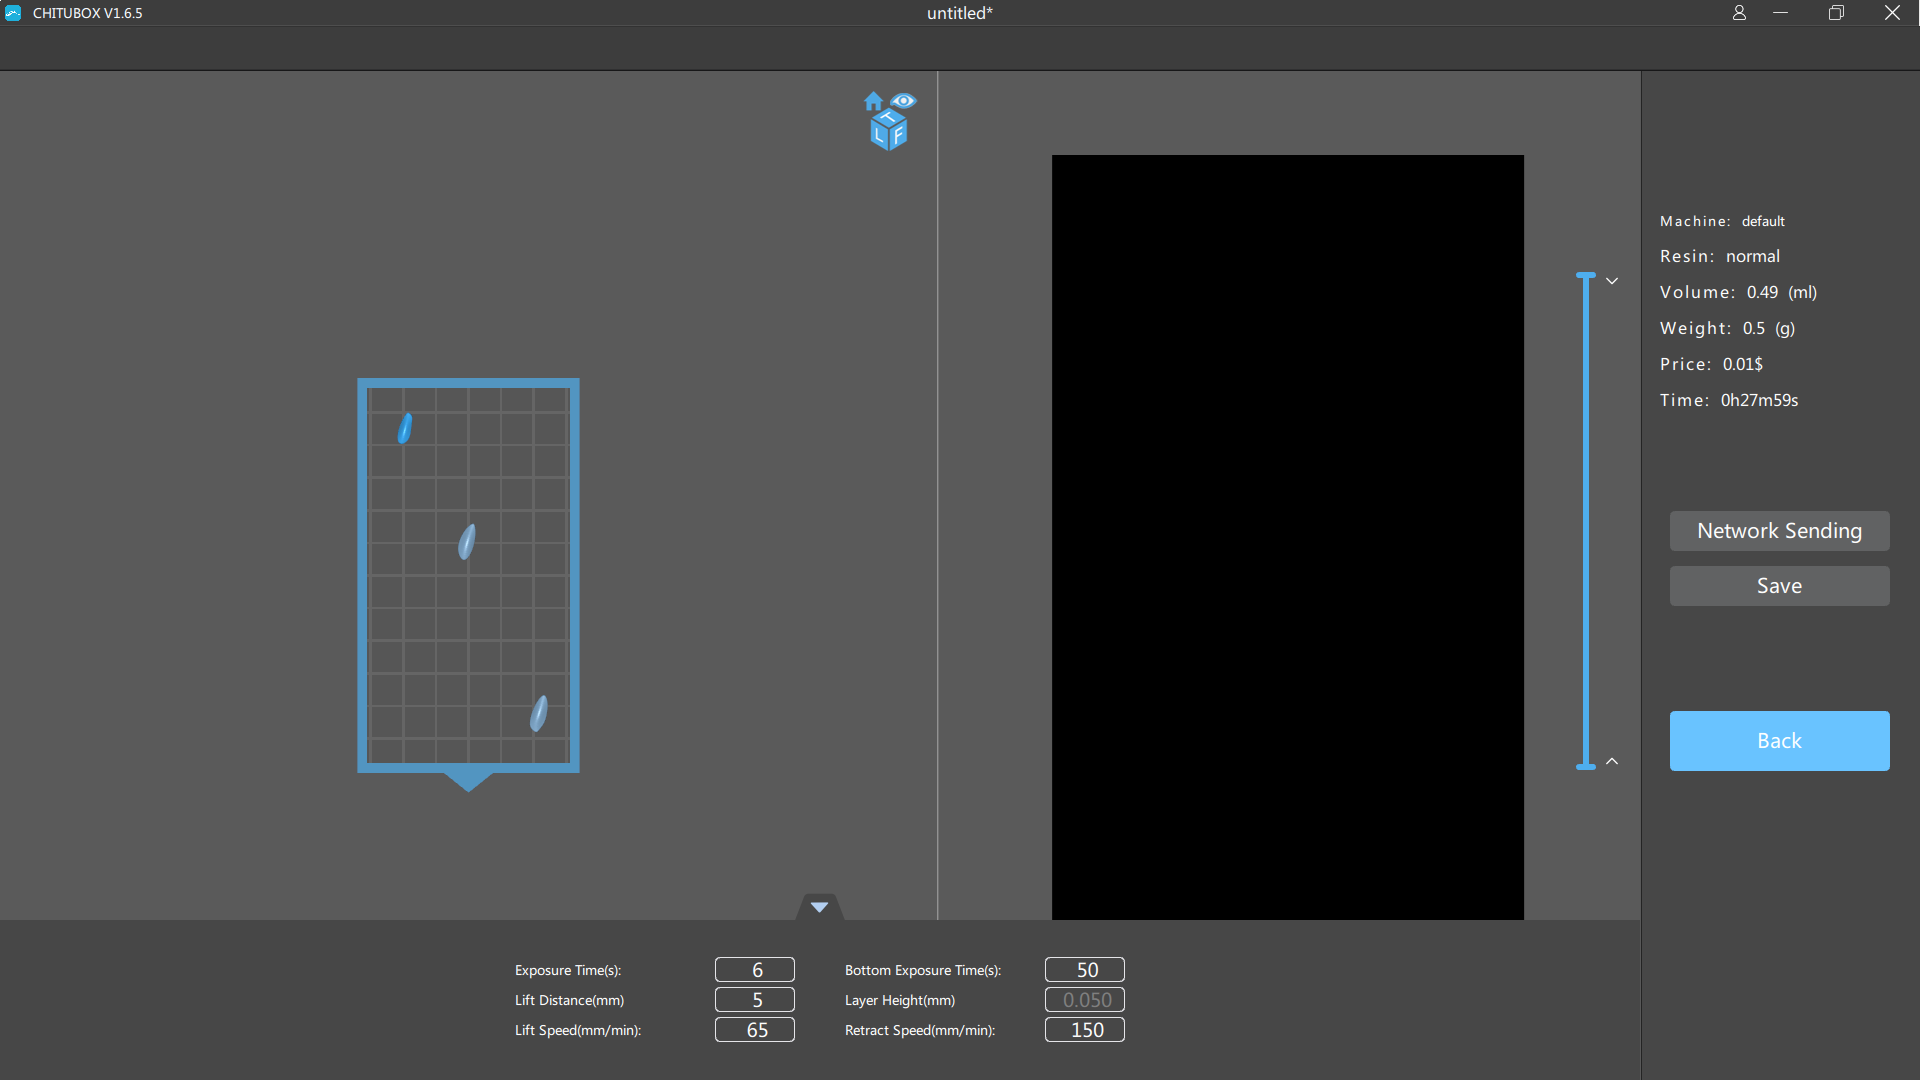 CHITUBOX V1.6.5
untitled*
T
L F
Machine: default
Resin: normal
Volume: 0.49 (ml)
Weight: 0.5 (g)
Price: 0.01$
Time: 0h27m59s
Network Sending
Save
Back
Exposure Time(s): 6 Bottom Exposure Time(s): 50
Lift Distance(mm) 5 Layer Height(mm) 0.050
Lift Speed(mm/min): 65 Retract Speed(mm/min): 150